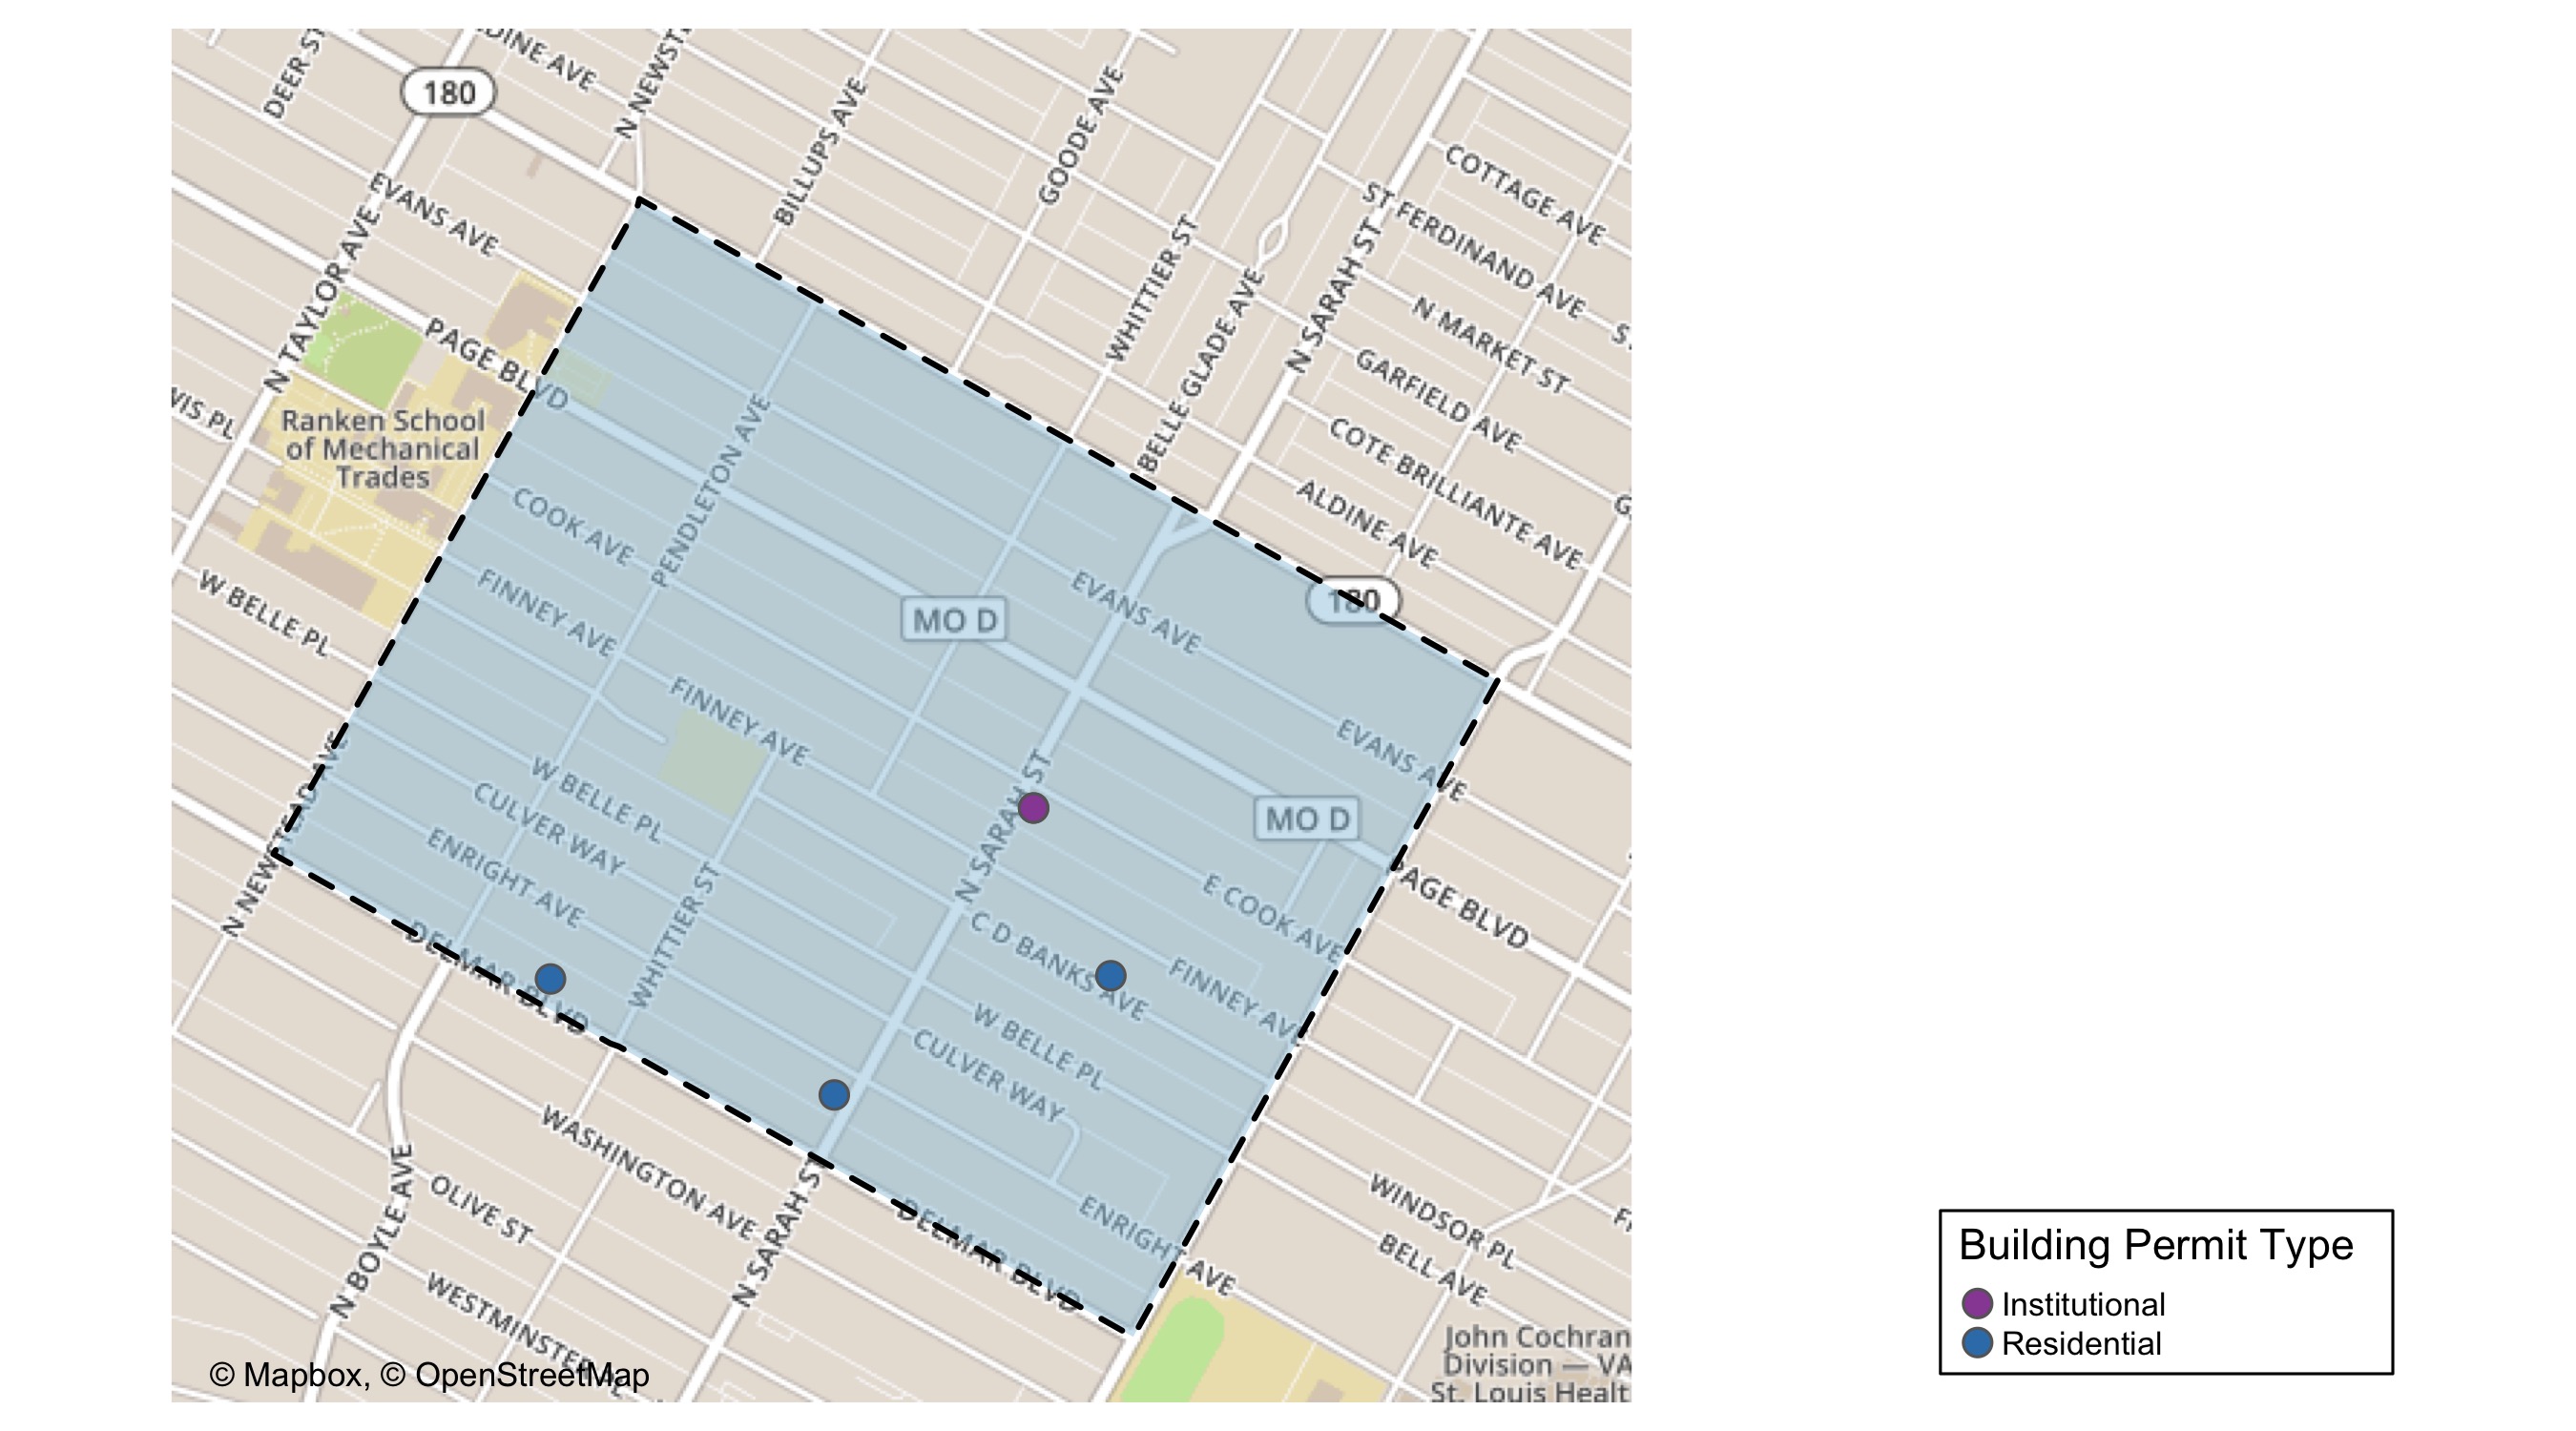 DEER ST
DINE AVE
N NEWST
180
BILLUPS AVE
GOODE AVE
COTTAGE AVE
EVANS AVE
ST FERDINAND AVE
N TAYLOR AVE
WHITTIER ST
BELLE GLADE AVE
N SARAH ST
N MARKET ST
PAGE BLVD
GARFIELD AVE
VIS PL
Ranken School
of Mechanical
Trades
PENDLETON AVE
COTE BRILLIANTE AVE
COOK AVE
ALDINE AVE
FINNEY AVE
W BELLE PL
MO D
EVANS AVE
180
FINNEY AVE
EVANS AVE
N NEWSTEAD AVE
W BELLE PL
CULVER WAY
N SARAH ST
MO D
ENRIGHT AVE
WHITTIER ST
E COOK AVE
PAGE BLVD
C D BANKS AVE
FINNEY AVE
DELMAR BLVD
W BELLE PL
CULVER WAY
WASHINGTON AVE
N BOYLE AVE
OLIVE ST
N SARAH ST
DELMAR BLVD
ENRIGHT AVE
WINDSOR PL
BELL AVE
WESTMINSTER PL
John Cochran
Division — VA
St. Louis Healt
© Mapbox, © OpenStreetMap
Building Permit Type
Institutional
Residential